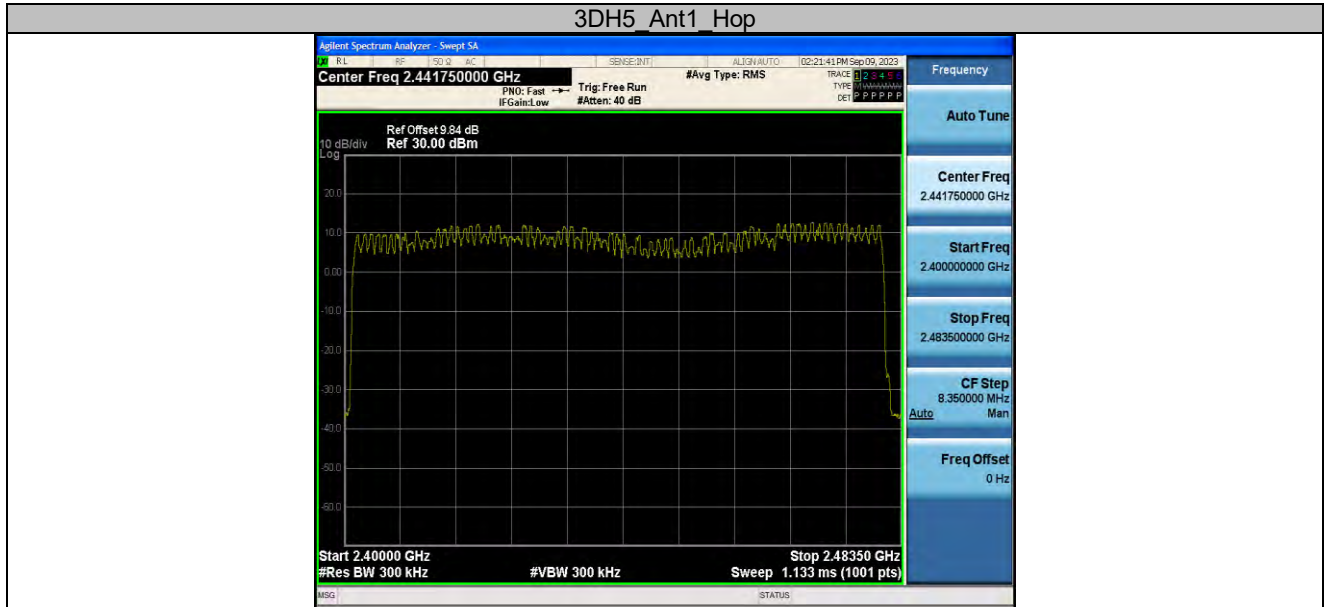 3DH5_Ant1_Hop
Agilent Spectrum Analyzer - Swept SA
RL RF 50 Ω AC SENSE:INT ALIGN AUTO 02:21:41 PM Sep 09, 2023
Center Freq 2.441750000 GHz #Avg Type: RMS TRACE 1 2 3 4 5 6
PNO: Fast Trig: Free Run TYPE
IFGain:Low #Atten: 40 dB DET P P P P P P
Frequency
Auto Tune
Ref Offset 9.84 dB
10 dB/div Ref 30.00 dBm
Log
20.0
10.0
0.00
-10.0
-20.0
-30.0
-40.0
-50.0
-60.0
Center Freq
2.441750000 GHz
Start Freq
2.400000000 GHz
Stop Freq
2.483500000 GHz
CF Step
8.350000 MHz
Auto Man
Freq Offset
0 Hz
Start 2.40000 GHz Stop 2.48350 GHz
#Res BW 300 kHz #VBW 300 kHz Sweep 1.133 ms (1001 pts)
MSG STATUS